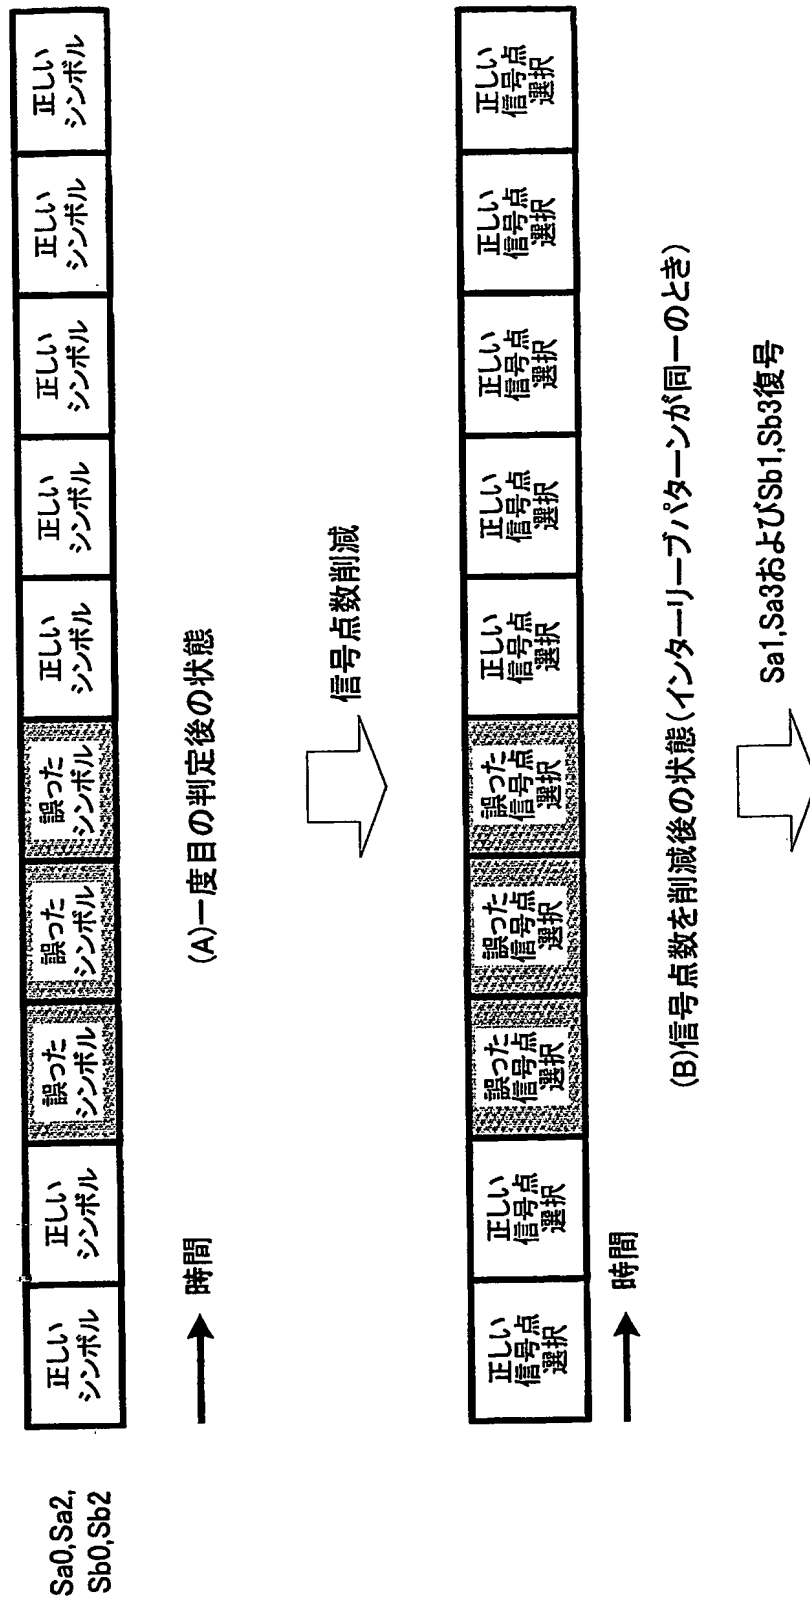 Sa0,Sa2,
Sb0,Sb2
正しい
シンボル
正しい
シンボル
誤った
シンボル
誤った
シンボル
誤った
シンボル
正しい
シンボル
正しい
シンボル
正しい
シンボル
正しい
シンボル
正しい
シンボル
時間
(A)一度目の判定後の状態
信号点数削減
正しい
信号点
選択
正しい
信号点
選択
誤った
信号点
選択
誤った
信号点
選択
誤った
信号点
選択
正しい
信号点
選択
正しい
信号点
選択
正しい
信号点
選択
正しい
信号点
選択
正しい
信号点
選択
時間
(B)信号点数を削減後の状態(インターリーブパターンが同一のとき)
Sa1,Sa3およびSb1,Sb3復号